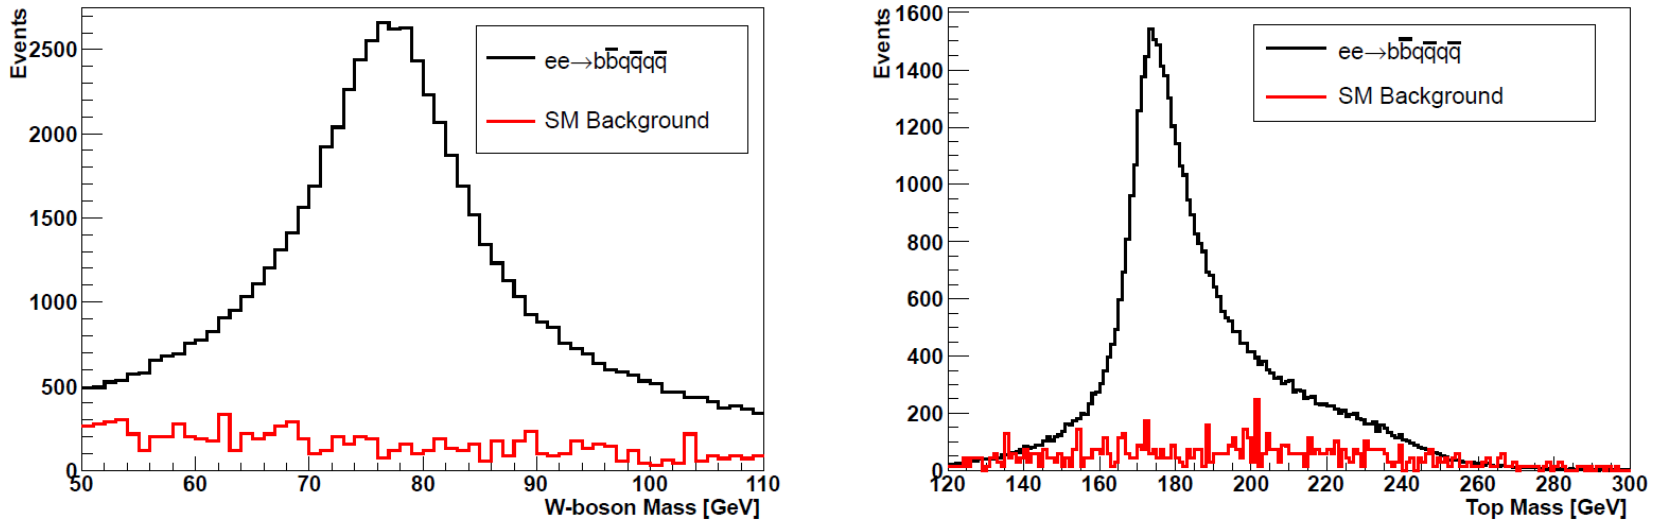 Events
2500
2000
1500
1000
500
0
50 60 70 80 90 100 110
W-boson Mass [GeV]
ee→bb̅qq̅qq̅
SM Background
Events
1600
1400
1200
1000
800
600
400
200
0
120 140 160 180 200 220 240 260 280 300
Top Mass [GeV]
ee→bb̅qq̅qq̅
SM Background